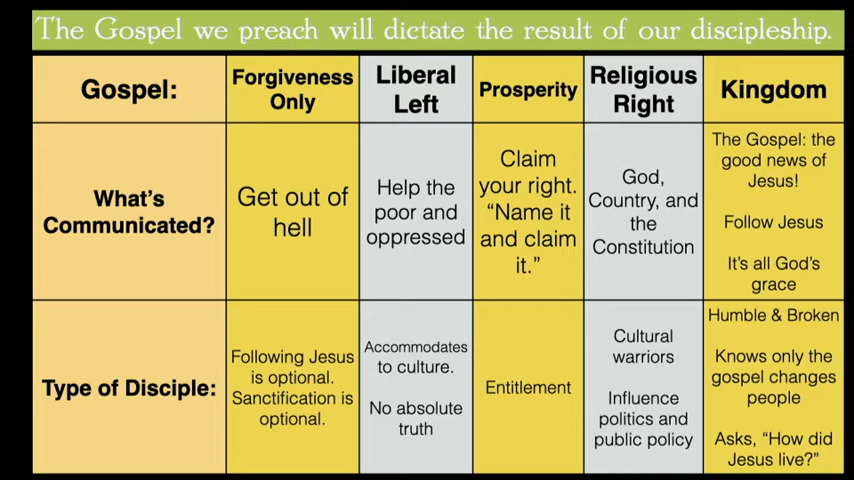 The Gospel we preach will dictate the result of our discipleship.
Gospel:
Forgiveness
Only
Liberal
Left
Prosperity
Religious
Right
Kingdom
What's
Communicated?
Get out of
hell
Help the
poor and
oppressed
Claim
your right.
“Name it
and claim
it.”
God,
Country, and
the
Constitution
The Gospel: the
good news of
Jesus!
Follow Jesus
It's all God's
grace
Type of Disciple:
Following Jesus
is optional.
Sanctification is
optional.
Accommodates
to culture.
No absolute
truth
Entitlement
Cultural
warriors
Influence
politics and
public policy
Humble & Broken
Knows only the
gospel changes
people
Asks, “How did
Jesus live?”